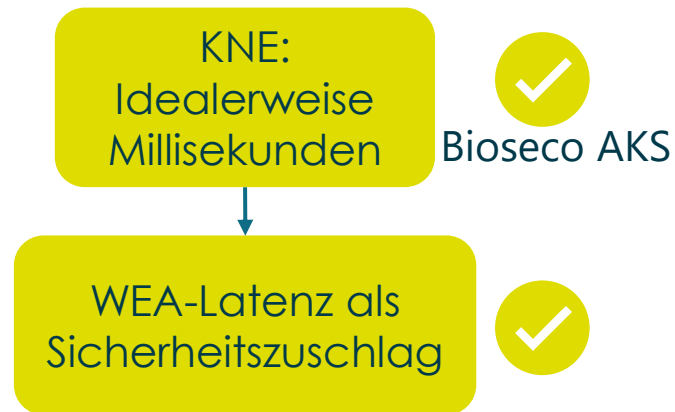 KNE:
Idealerweise
Millisekunden
Bioseco AKS
WEA-Latenz als
Sicherheitszuschlag